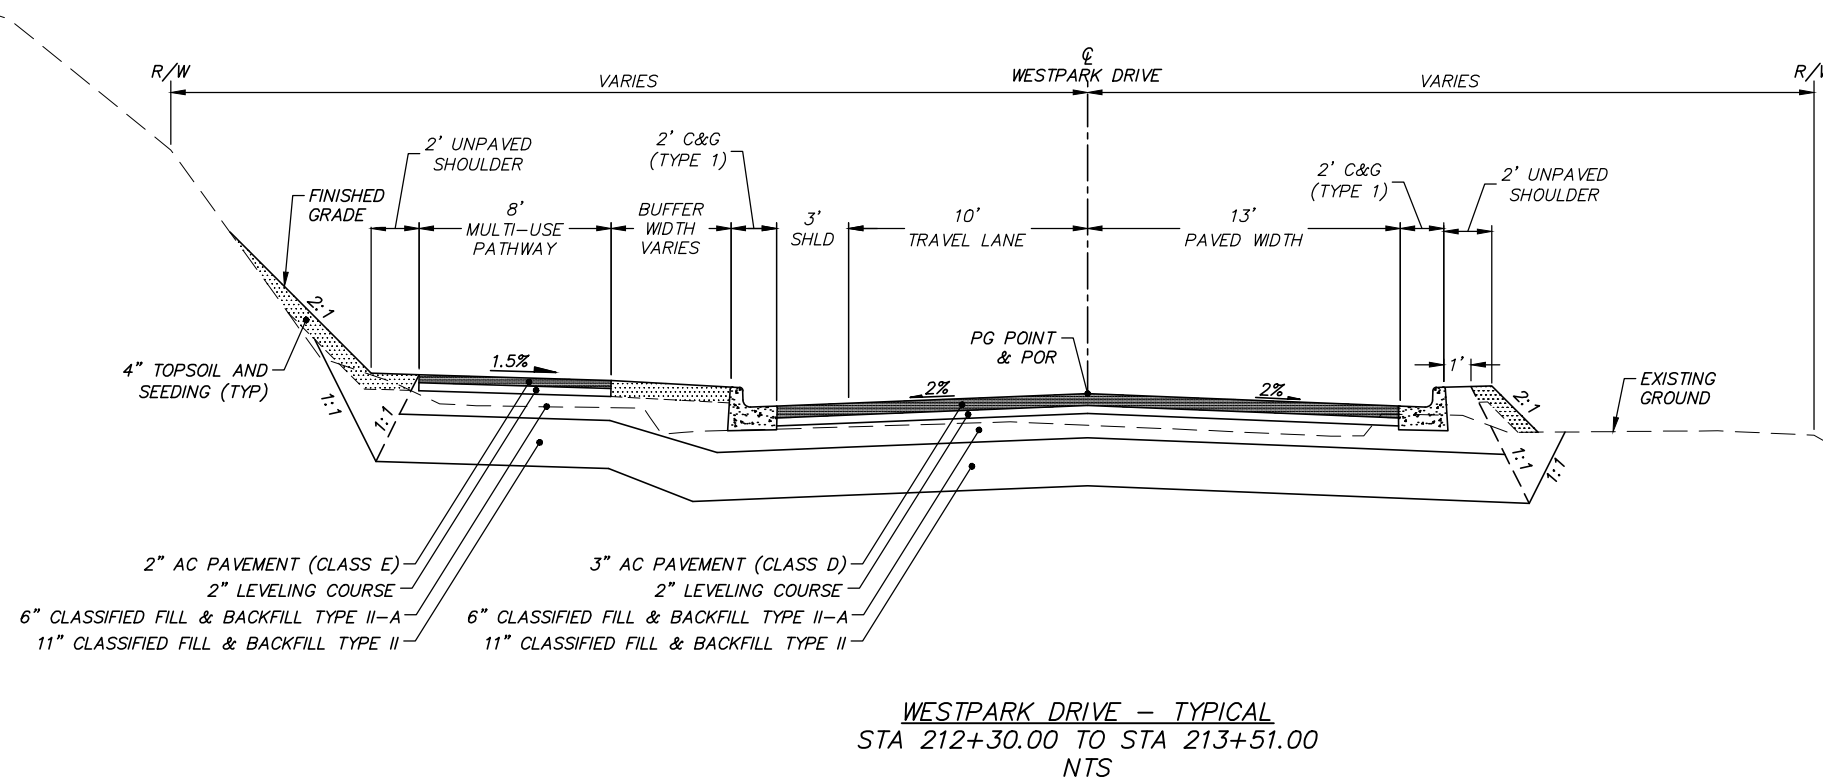 ℄
WESTPARK DRIVE
R/W
VARIES
VARIES
2' UNPAVED
SHOULDER
2' C&G
(TYPE 1)
2' C&G
(TYPE 1)
2' UNPAVED
SHOULDER
FINISHED
GRADE
8'
MULTI-USE
PATHWAY
BUFFER
WIDTH
VARIES
3'
SHLD
10'
TRAVEL LANE
13'
PAVED WIDTH
2:1
4" TOPSOIL AND
SEEDING (TYP)
1.5%
PG POINT
& POR
2%
2%
1'
2:1
EXISTING
GROUND
1:1
1:1
1:1
1:1
2" AC PAVEMENT (CLASS E)
2" LEVELING COURSE
6" CLASSIFIED FILL & BACKFILL TYPE II-A
11" CLASSIFIED FILL & BACKFILL TYPE II
3" AC PAVEMENT (CLASS D)
2" LEVELING COURSE
6" CLASSIFIED FILL & BACKFILL TYPE II-A
11" CLASSIFIED FILL & BACKFILL TYPE II
WESTPARK DRIVE - TYPICAL
STA 212+30.00 TO STA 213+51.00
NTS